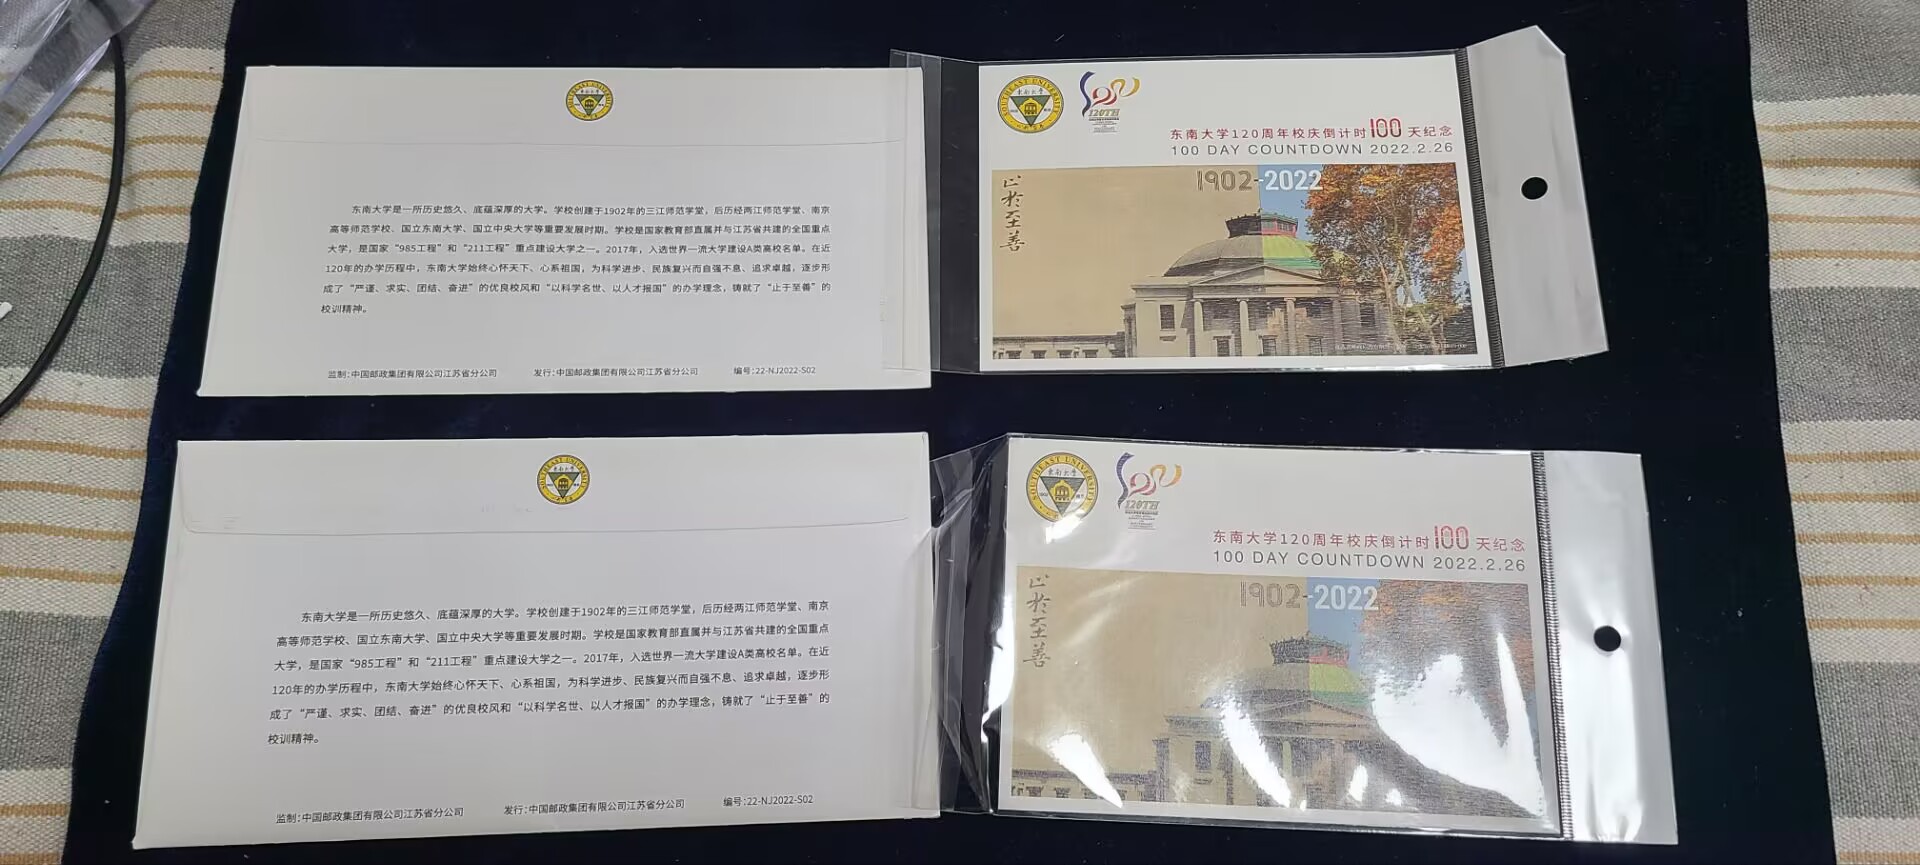 SOUTHEAST UNIVERSITY
東南大學
东南大学是一所历史悠久、底蕴深厚的大学。学校创建于1902年的三江师范学堂，后历经两江师范学堂、南京
高等师范学校、国立东南大学、国立中央大学等重要发展时期。学校是国家教育部直属并与江苏省共建的全国重点
大学，是国家“985工程”和“211工程”重点建设大学之一。2017年，入选世界一流大学建设A类高校名单。在近
120年的办学历程中，东南大学始终心怀天下、心系祖国，为科学进步、民族复兴而自强不息、追求卓越，逐步形
成了“严谨、求实、团结、奋进”的优良校风和“以科学名世、以人才报国”的办学理念，铸就了“止于至善”的
校训精神。
监制：中国邮政集团有限公司江苏省分公司
发行：中国邮政集团有限公司江苏省分公司
编号：22-NJ2022-S02
SOUTHEAST UNIVERSITY
東南大學
120TH
东南大学120周年校庆倒计时100天纪念
100 DAY COUNTDOWN 2022.2.26
1902-2022
止於至善
SOUTHEAST UNIVERSITY
東南大學
东南大学是一所历史悠久、底蕴深厚的大学。学校创建于1902年的三江师范学堂，后历经两江师范学堂、南京
高等师范学校、国立东南大学、国立中央大学等重要发展时期。学校是国家教育部直属并与江苏省共建的全国重点
大学，是国家“985工程”和“211工程”重点建设大学之一。2017年，入选世界一流大学建设A类高校名单。在近
120年的办学历程中，东南大学始终心怀天下、心系祖国，为科学进步、民族复兴而自强不息、追求卓越，逐步形
成了“严谨、求实、团结、奋进”的优良校风和“以科学名世、以人才报国”的办学理念，铸就了“止于至善”的
校训精神。
监制：中国邮政集团有限公司江苏省分公司
发行：中国邮政集团有限公司江苏省分公司
编号：22-NJ2022-S02
SOUTHEAST UNIVERSITY
東南大學
120TH
东南大学120周年校庆倒计时100天纪念
100 DAY COUNTDOWN 2022.2.26
1902-2022
止於至善